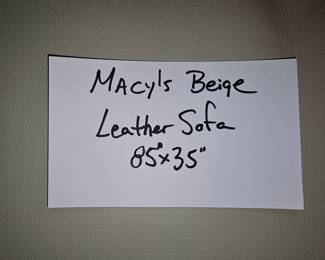 Macy's Beige
Leather Sofa
85"x35"